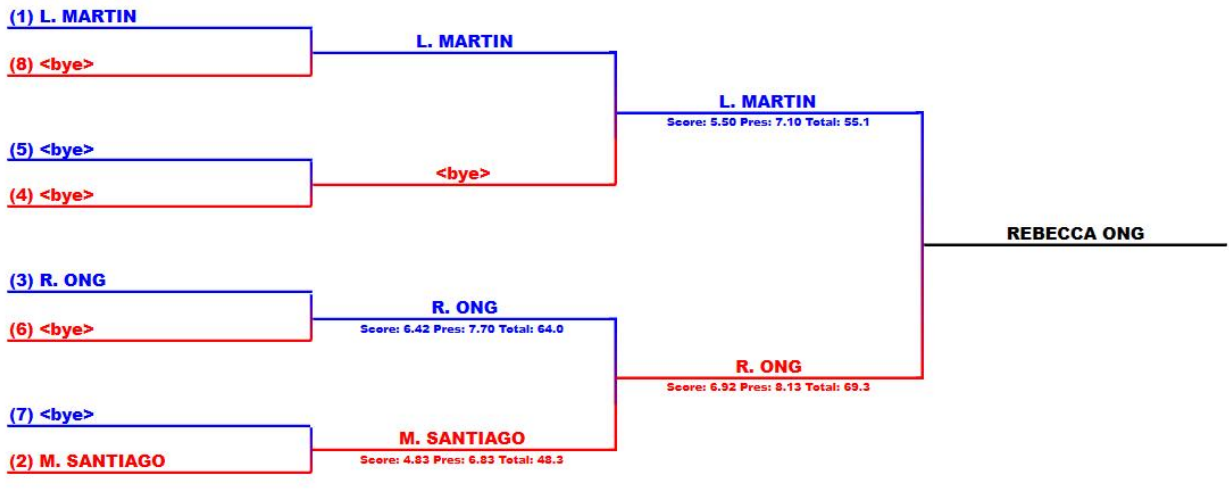 (1) L. MARTIN
(8) <bye>
(5) <bye>
(4) <bye>
(3) R. ONG
(6) <bye>
(7) <bye>
(2) M. SANTIAGO
L. MARTIN
<bye>
R. ONG
Score: 6.42 Pres: 7.70 Total: 64.0
M. SANTIAGO
Score: 4.83 Pres: 6.83 Total: 48.3
L. MARTIN
Score: 5.50 Pres: 7.10 Total: 55.1
R. ONG
Score: 6.92 Pres: 8.13 Total: 69.3
REBECCA ONG